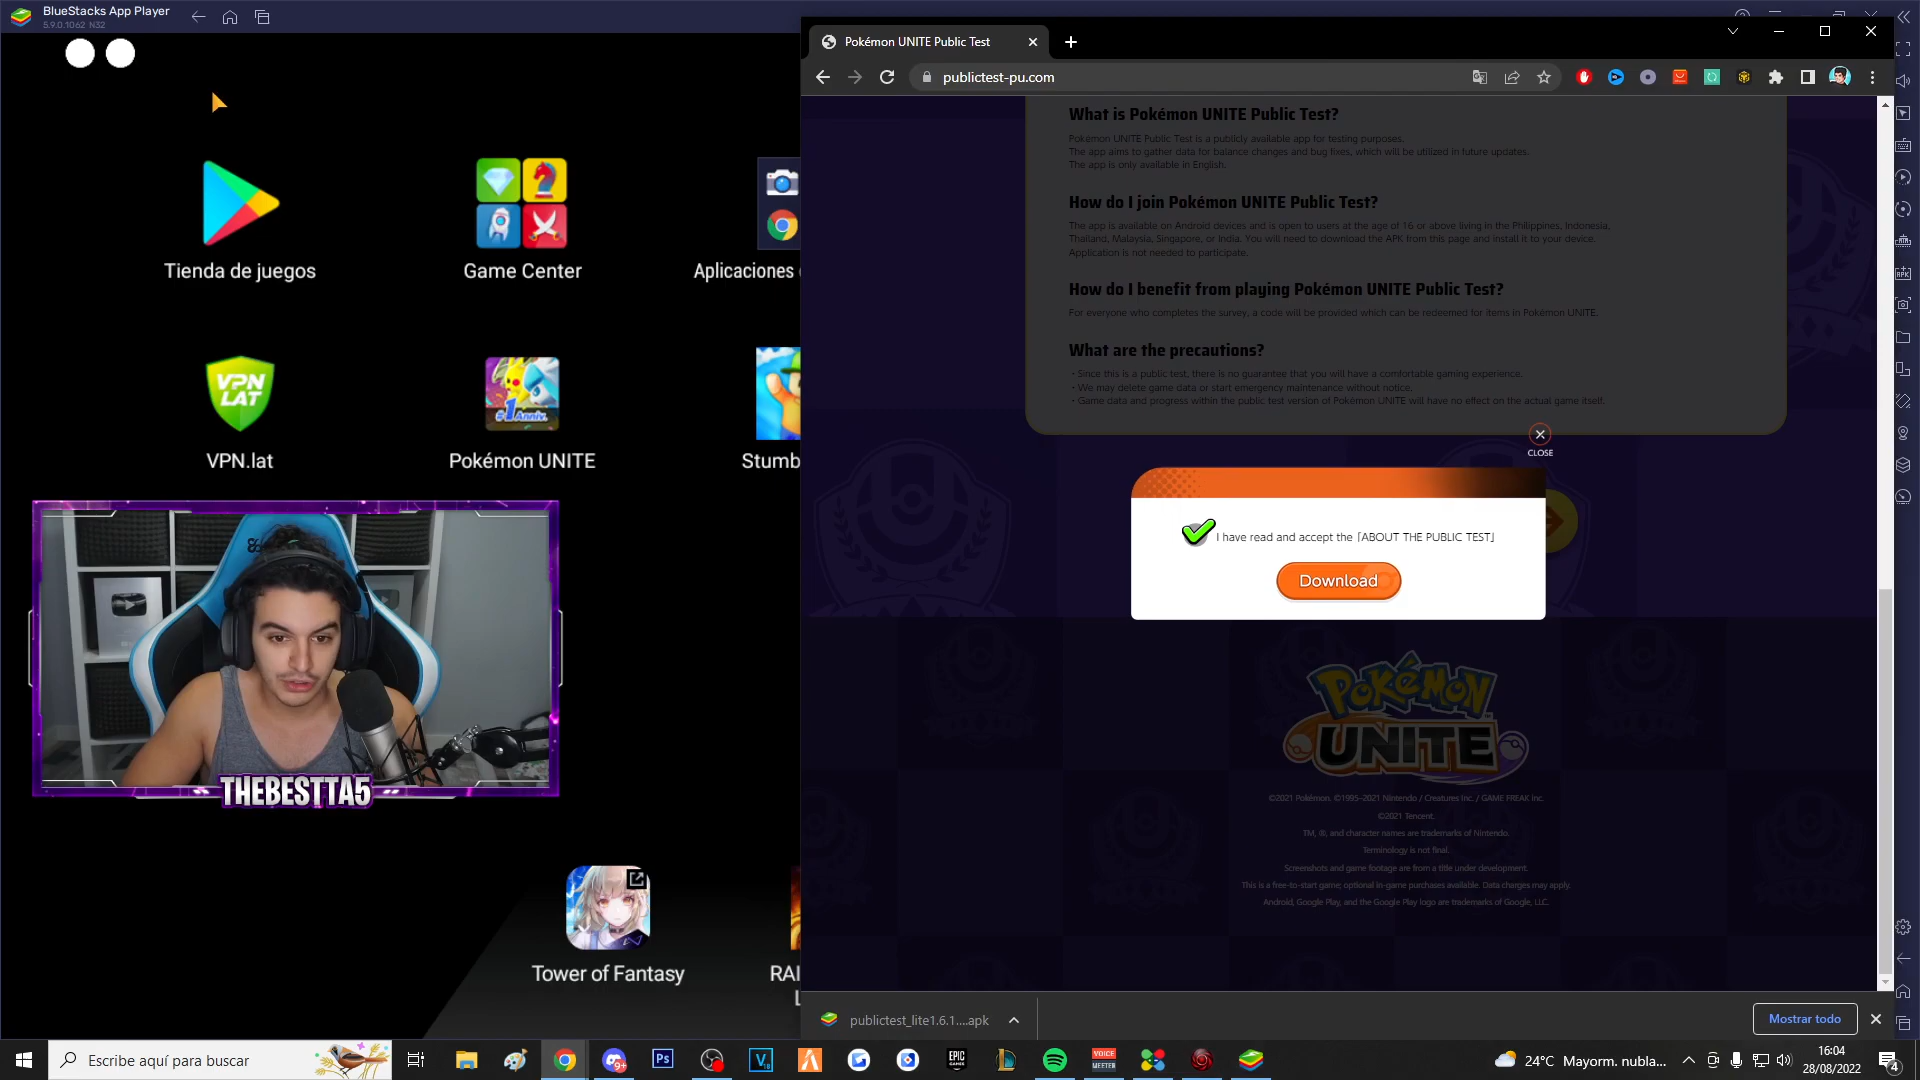 BlueStacks App Player
5.9.0.1062 N32
Tienda de juegos
Game Center
Aplicaciones
VPN LAT
VPN.lat
#1 Anniv.
Pokémon UNITE
Stumb
THEBESTTA5
Tower of Fantasy
RAI
L
Pokémon UNITE Public Test
publictest-pu.com
What is Pokémon UNITE Public Test?
Pokémon UNITE Public Test is a publicly available app for testing purposes.
The app aims to gather data for balance changes and bug fixes, which will be utilized in future updates.
The app is only available in English.
How do I join Pokémon UNITE Public Test?
The app is available on Android devices and is open to users at the age of 16 or above living in the Philippines, Indonesia,
Thailand, Malaysia, Singapore, or India. You will need to download the APK from this page and install it to your device.
Application is not needed to participate.
How do I benefit from playing Pokémon UNITE Public Test?
For everyone who completes the survey, a code will be provided which can be redeemed for items in Pokémon UNITE.
What are the precautions?
・Since this is a public test, there is no guarantee that you will have a comfortable gaming experience.
・We may delete game data or start emergency maintenance without notice.
・Game data and progress within the public test version of Pokémon UNITE will have no effect on the actual game itself.
CLOSE
I have read and accept the ｢ABOUT THE PUBLIC TEST｣
Download
POKéMON
UNITE
©2021 Pokémon. ©1995–2021 Nintendo / Creatures Inc. / GAME FREAK inc.
©2021 Tencent.
TM, ®, and character names are trademarks of Nintendo.
Terminology is not final.
Screenshots and game footage are from a title under development.
This is a free-to-start game; optional in-game purchases available. Data charges may apply.
Android, Google Play, and the Google Play logo are trademarks of Google, LLC.
publictest_lite1.6.1....apk
Mostrar todo
Escribe aquí para buscar
9+
Ps
EPIC GAMES
VOICE MEETER
24°C Mayorm. nubla...
16:04
28/08/2022
4